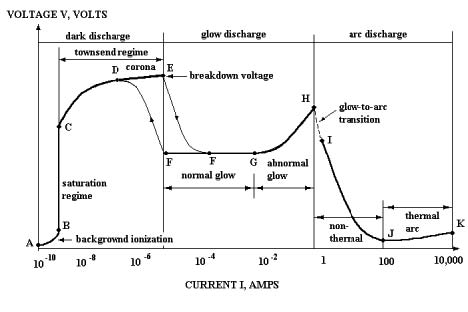 VOLTAGE V, VOLTS
dark discharge
glow discharge
arc discharge
townsend regime
D corona E
breakdown voltage
H
glow-to-arc
transition
C
I
F F G
abnormal
glow
normal glow
saturation
regime
B
non-
thermal
thermal
arc
K
A
background ionization
J
10⁻¹⁰ 10⁻⁸ 10⁻⁶ 10⁻⁴ 10⁻² 1 100 10,000
CURRENT I, AMPS